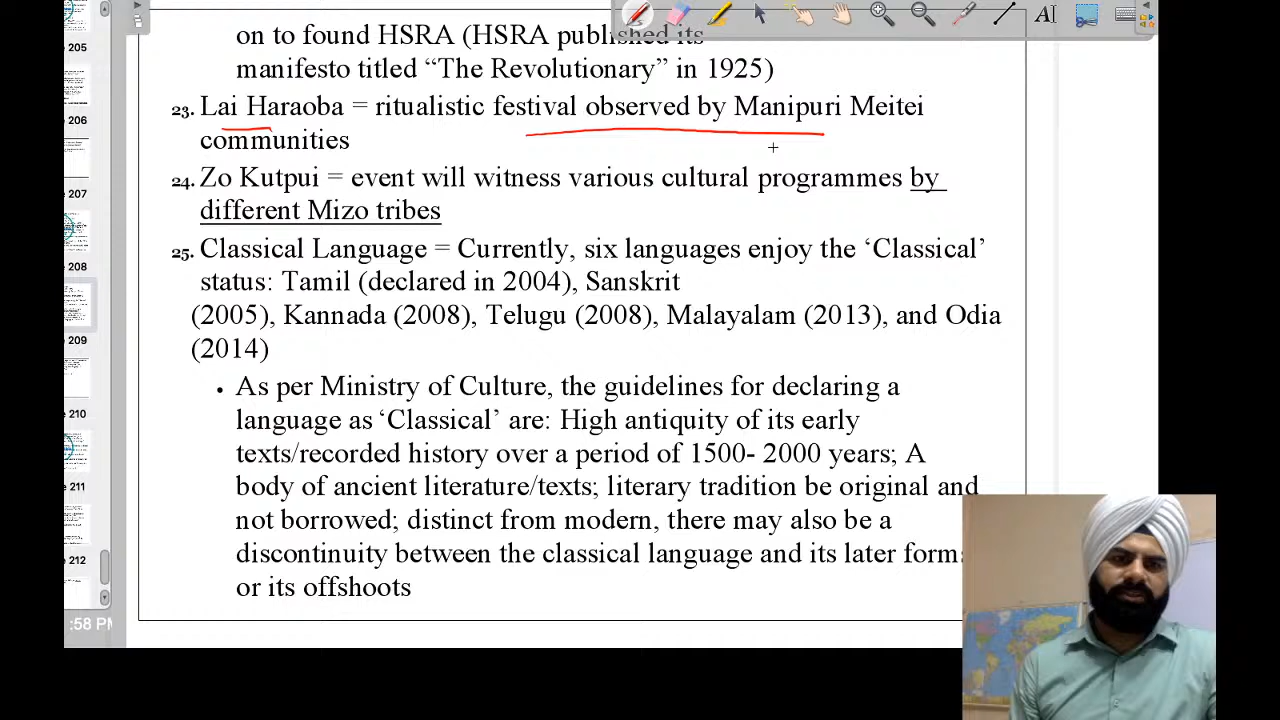 205
206
207
208
209
210
211
212
:58 PM
AI
on to found HSRA (HSRA published its
manifesto titled “The Revolutionary” in 1925)
23. Lai Haraoba = ritualistic festival observed by Manipuri Meitei
communities
24. Zo Kutpui = event will witness various cultural programmes by
different Mizo tribes
25. Classical Language = Currently, six languages enjoy the ‘Classical’
status: Tamil (declared in 2004), Sanskrit
(2005), Kannada (2008), Telugu (2008), Malayalam (2013), and Odia
(2014)
• As per Ministry of Culture, the guidelines for declaring a
language as ‘Classical’ are: High antiquity of its early
texts/recorded history over a period of 1500- 2000 years; A
body of ancient literature/texts; literary tradition be original and
not borrowed; distinct from modern, there may also be a
discontinuity between the classical language and its later forms
or its offshoots